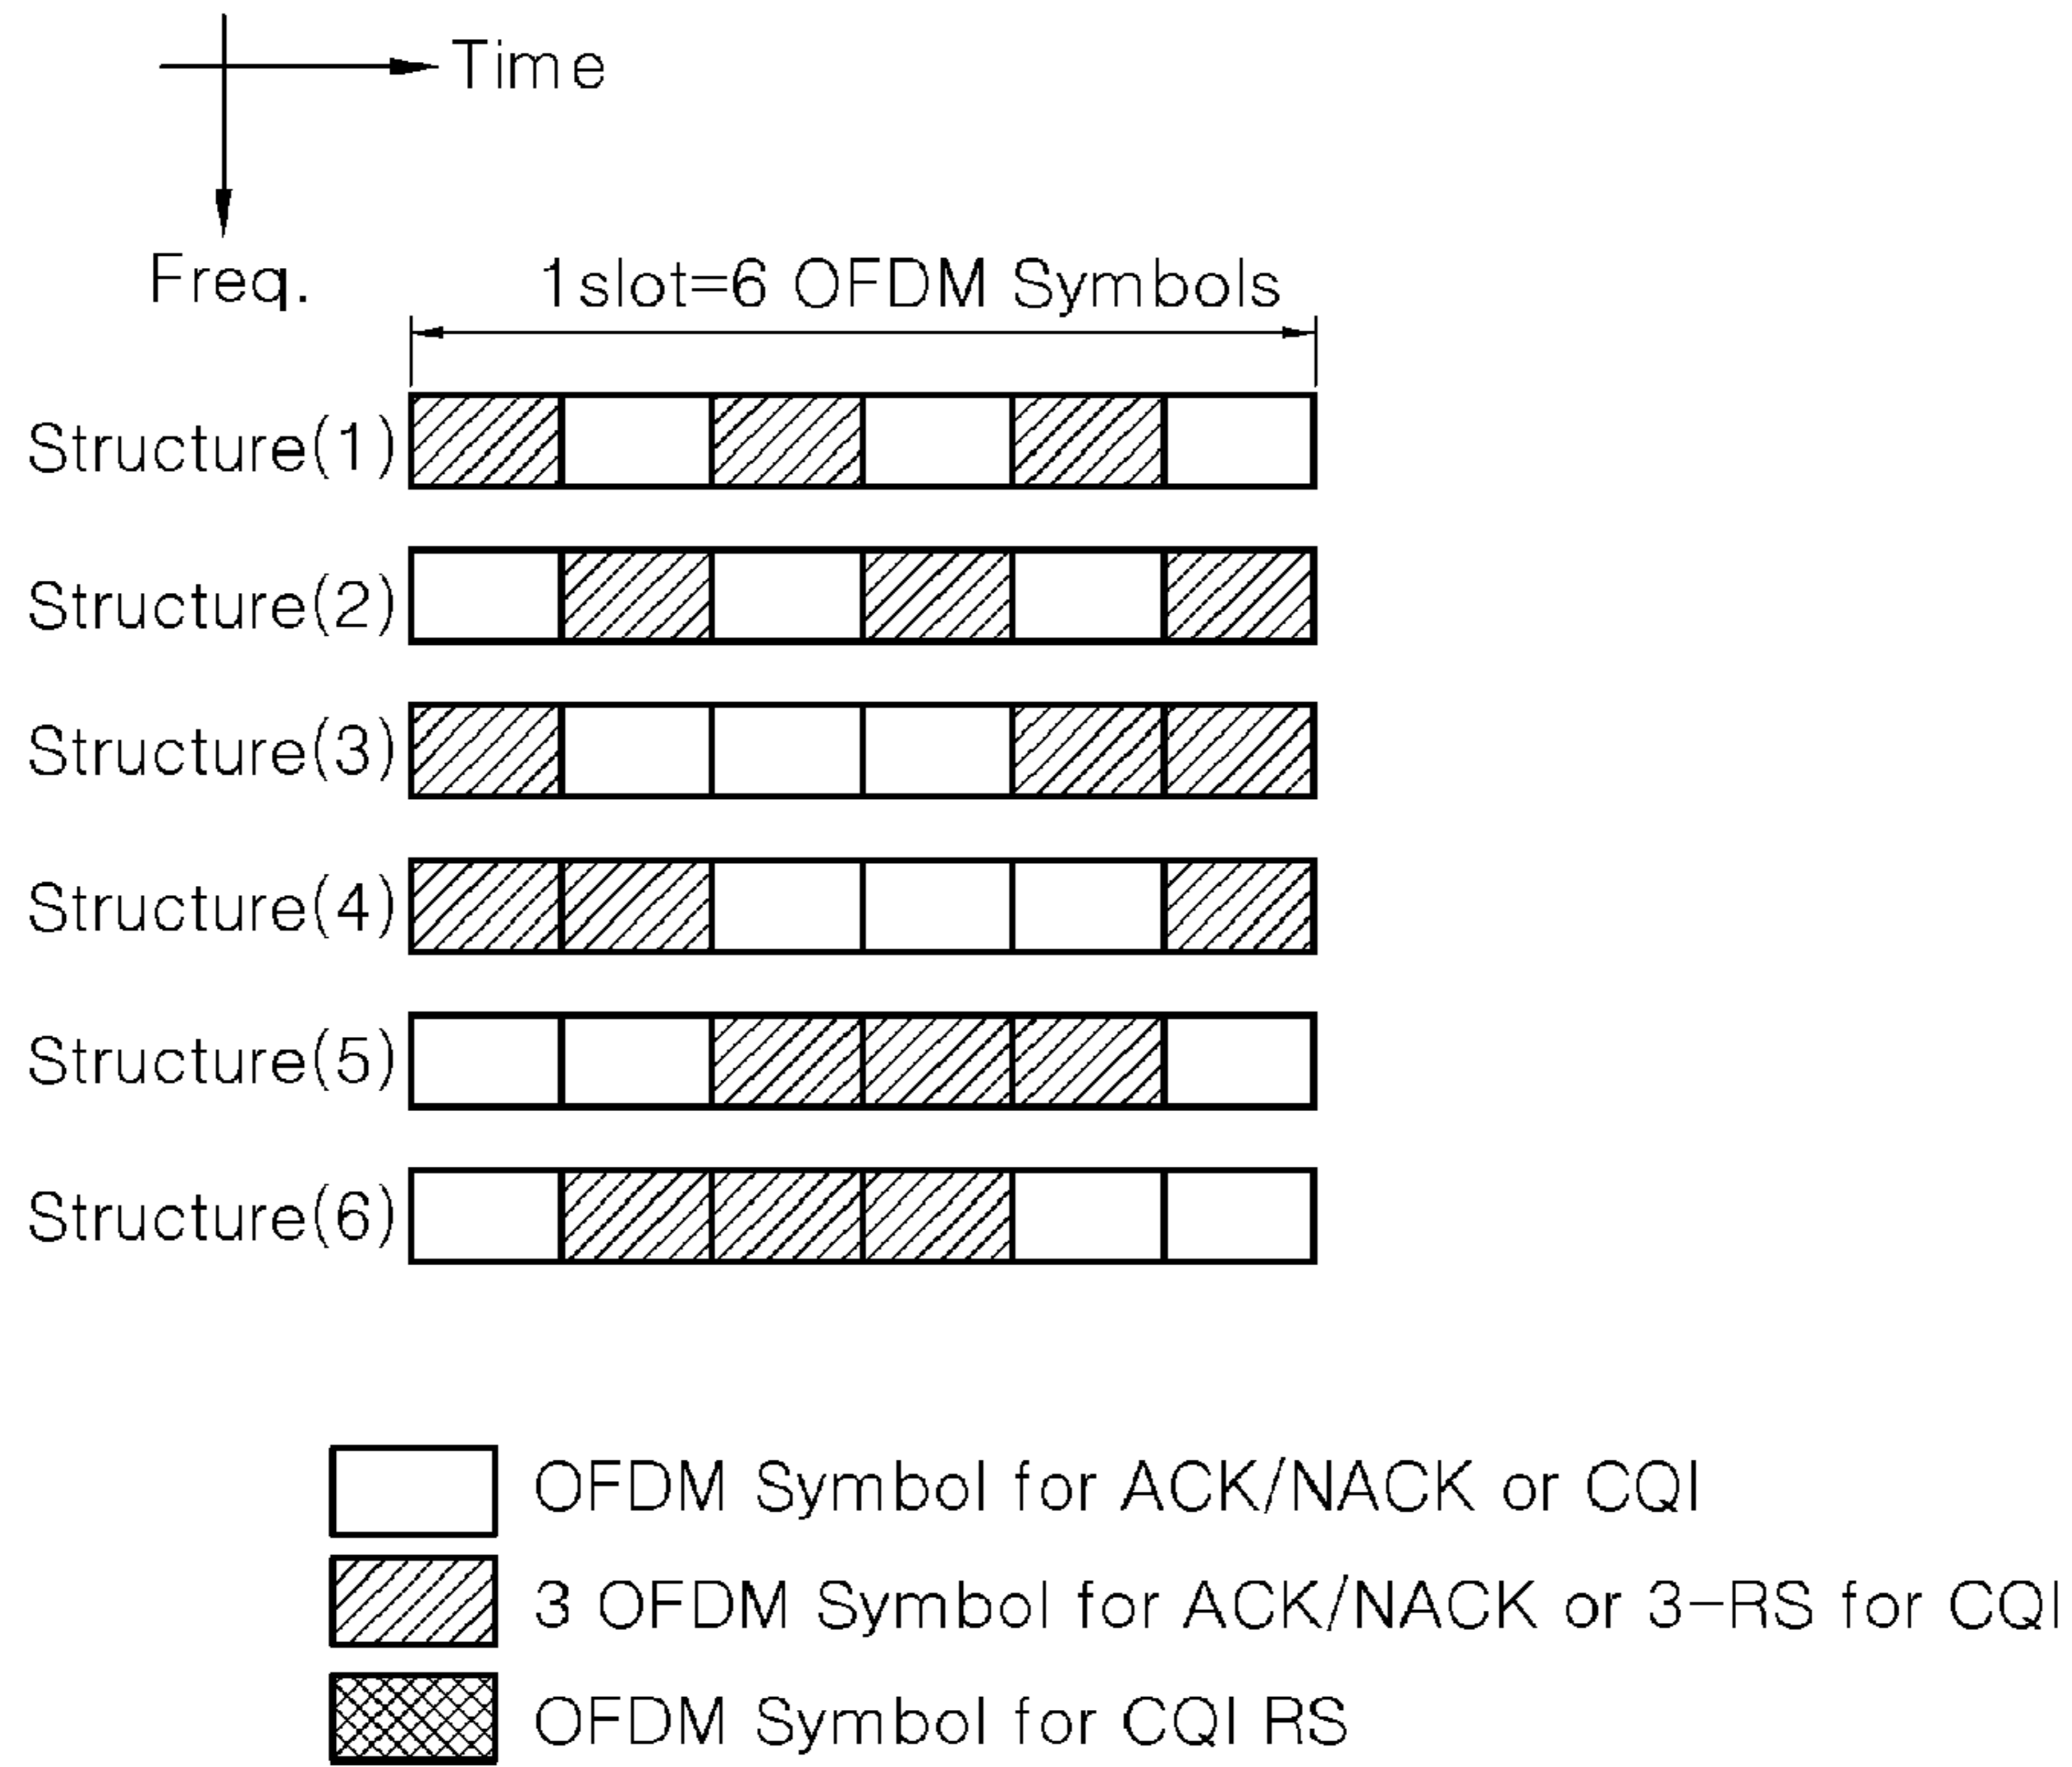 Time
Freq.
1slot=6 OFDM Symbols
Structure(1)
Structure(2)
Structure(3)
Structure(4)
Structure(5)
Structure(6)
OFDM Symbol for ACK/NACK or CQI
3 OFDM Symbol for ACK/NACK or 3-RS for CQI
OFDM Symbol for CQI RS